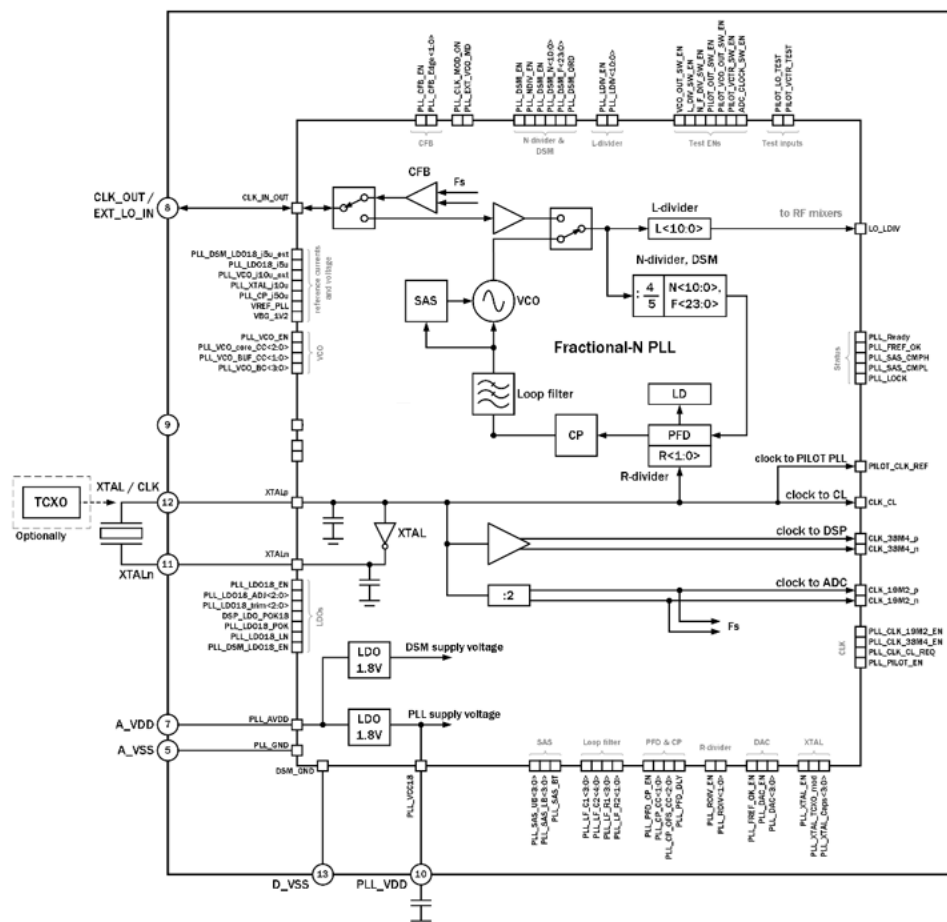 PLL_CFB_EN
PLL_CFB_Edge<1:0>
PLL_CLK_MOD_ON
PLL_EXT_VCO_MD
PLL_DSM_EN
PLL_NDIV_EN
PLL_DSM_EN
PLL_DSM_N<10:0>
PLL_DSM_F<23:0>
PLL_DSM_ORD
PLL_LDIV_EN
PLL_LDIV<10:0>
VCO_OUT_SW_EN
L_DIV_SW_EN
N_F_DIV_SW_EN
PILOT_OUT_SW_EN
PILOT_VCO_OUT_SW_EN
PILOT_VCTR_SW_EN
ADC_CLOCK_SW_EN
PILOT_LO_TEST
PILOT_VCTR_TEST
CFB
N-divider &
DSM
L-divider
Test ENs
Test inputs
CLK_OUT /
EXT_LO_IN
8
CLK_IN_OUT
CFB
Fs
L-divider
L<10:0>
to RF mixers
LO_LDIV
N-divider, DSM
: 4/5
N<10:0>,
F<23:0>
PLL_DSM_LDO18_i5u_ext
PLL_LDO18_i5u
PLL_VCO_i10u_ext
PLL_XTAL_i10u
PLL_CP_i50u
VREF_PLL
VBG_1V2
reference currents
and voltage
SAS
VCO
PLL_VCO_EN
PLL_VCO_core_CC<2:0>
PLL_VCO_BUF_CC<1:0>
PLL_VCO_BC<3:0>
VCO
Fractional-N PLL
Status
PLL_Ready
PLL_FREF_OK
PLL_SAS_CMPH
PLL_SAS_CMPL
PLL_LOCK
Loop filter
LD
9
CP
PFD
R<1:0>
R-divider
clock to PILOT PLL
PILOT_CLK_REF
TCXO
Optionally
XTAL / CLK
12
XTALp
clock to CL
CLK_CL
XTAL
clock to DSP
CLK_38M4_p
CLK_38M4_n
XTALn
11
XTALn
:2
clock to ADC
CLK_19M2_p
CLK_19M2_n
Fs
PLL_LDO18_EN
PLL_LDO18_ADJ<2:0>
PLL_LDO18_trim<2:0>
DSP_LDO_POK18
PLL_LDO18_POK
PLL_LDO18_LN
PLL_DSM_LDO18_EN
LDOs
CLK
PLL_CLK_19M2_EN
PLL_CLK_38M4_EN
PLL_CLK_CL_REQ
PLL_PILOT_EN
LDO
1.8V
DSM supply voltage
LDO
1.8V
PLL supply voltage
A_VDD
7
PLL_AVDD
A_VSS
5
PLL_GND
DSM_GND
PLL_VCC18
SAS
Loop filter
PFD & CP
R-divider
DAC
XTAL
PLL_SAS_UB<3:0>
PLL_SAS_LB<3:0>
PLL_SAS_BT
PLL_LF_C1<3:0>
PLL_LF_C2<4:0>
PLL_LF_R1<3:0>
PLL_LF_R2<1:0>
PLL_PFD_CP_EN
PLL_CP_CC<1:0>
PLL_CP_OFS_CC<2:0>
PLL_PFD_DLY
PLL_RDIV_EN
PLL_RDIV<1:0>
PLL_FREF_OK_EN
PLL_DAC_EN
PLL_DAC<3:0>
PLL_XTAL_EN
PLL_XTAL_TCXO_mod
PLL_XTAL_Caps<3:0>
D_VSS
13
PLL_VDD
10